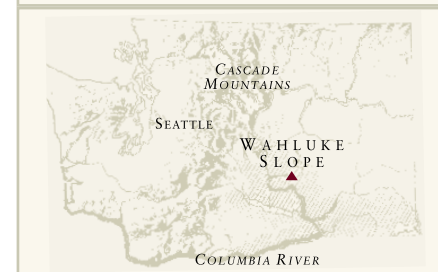 CASCADE
MOUNTAINS
SEATTLE
WAHLUKE
SLOPE
COLUMBIA RIVER